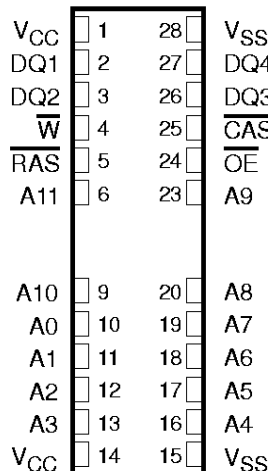 VCC 1 28 VSS
DQ1 2 27 DQ4
DQ2 3 26 DQ3
W 4 25 CAS
RAS 5 24 OE
A11 6 23 A9
A10 9 20 A8
A0 10 19 A7
A1 11 18 A6
A2 12 17 A5
A3 13 16 A4
VCC 14 15 VSS